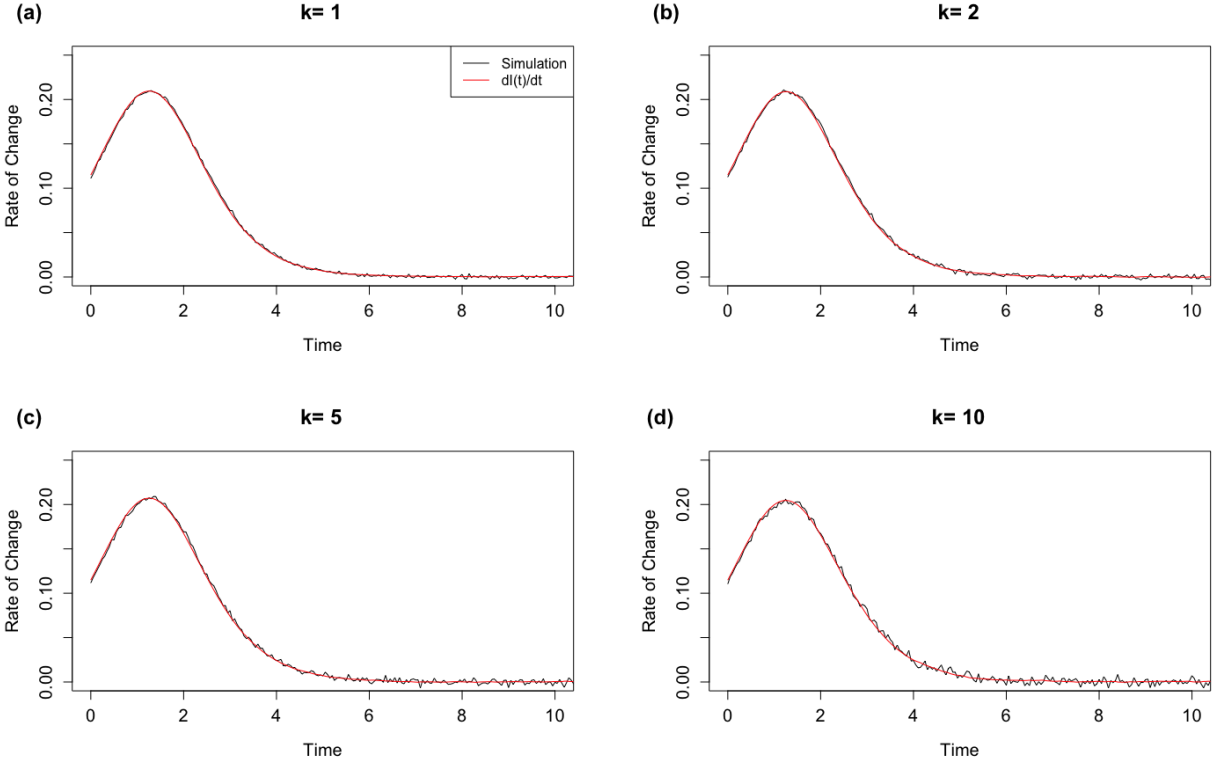 (a)
k= 1
Simulation
dI(t)/dt
Rate of Change
0.00
0.10
0.20
0
2
4
6
8
10
Time
(b)
k= 2
Rate of Change
0.00
0.10
0.20
0
2
4
6
8
10
Time
(c)
k= 5
Rate of Change
0.00
0.10
0.20
0
2
4
6
8
10
Time
(d)
k= 10
Rate of Change
0.00
0.10
0.20
0
2
4
6
8
10
Time